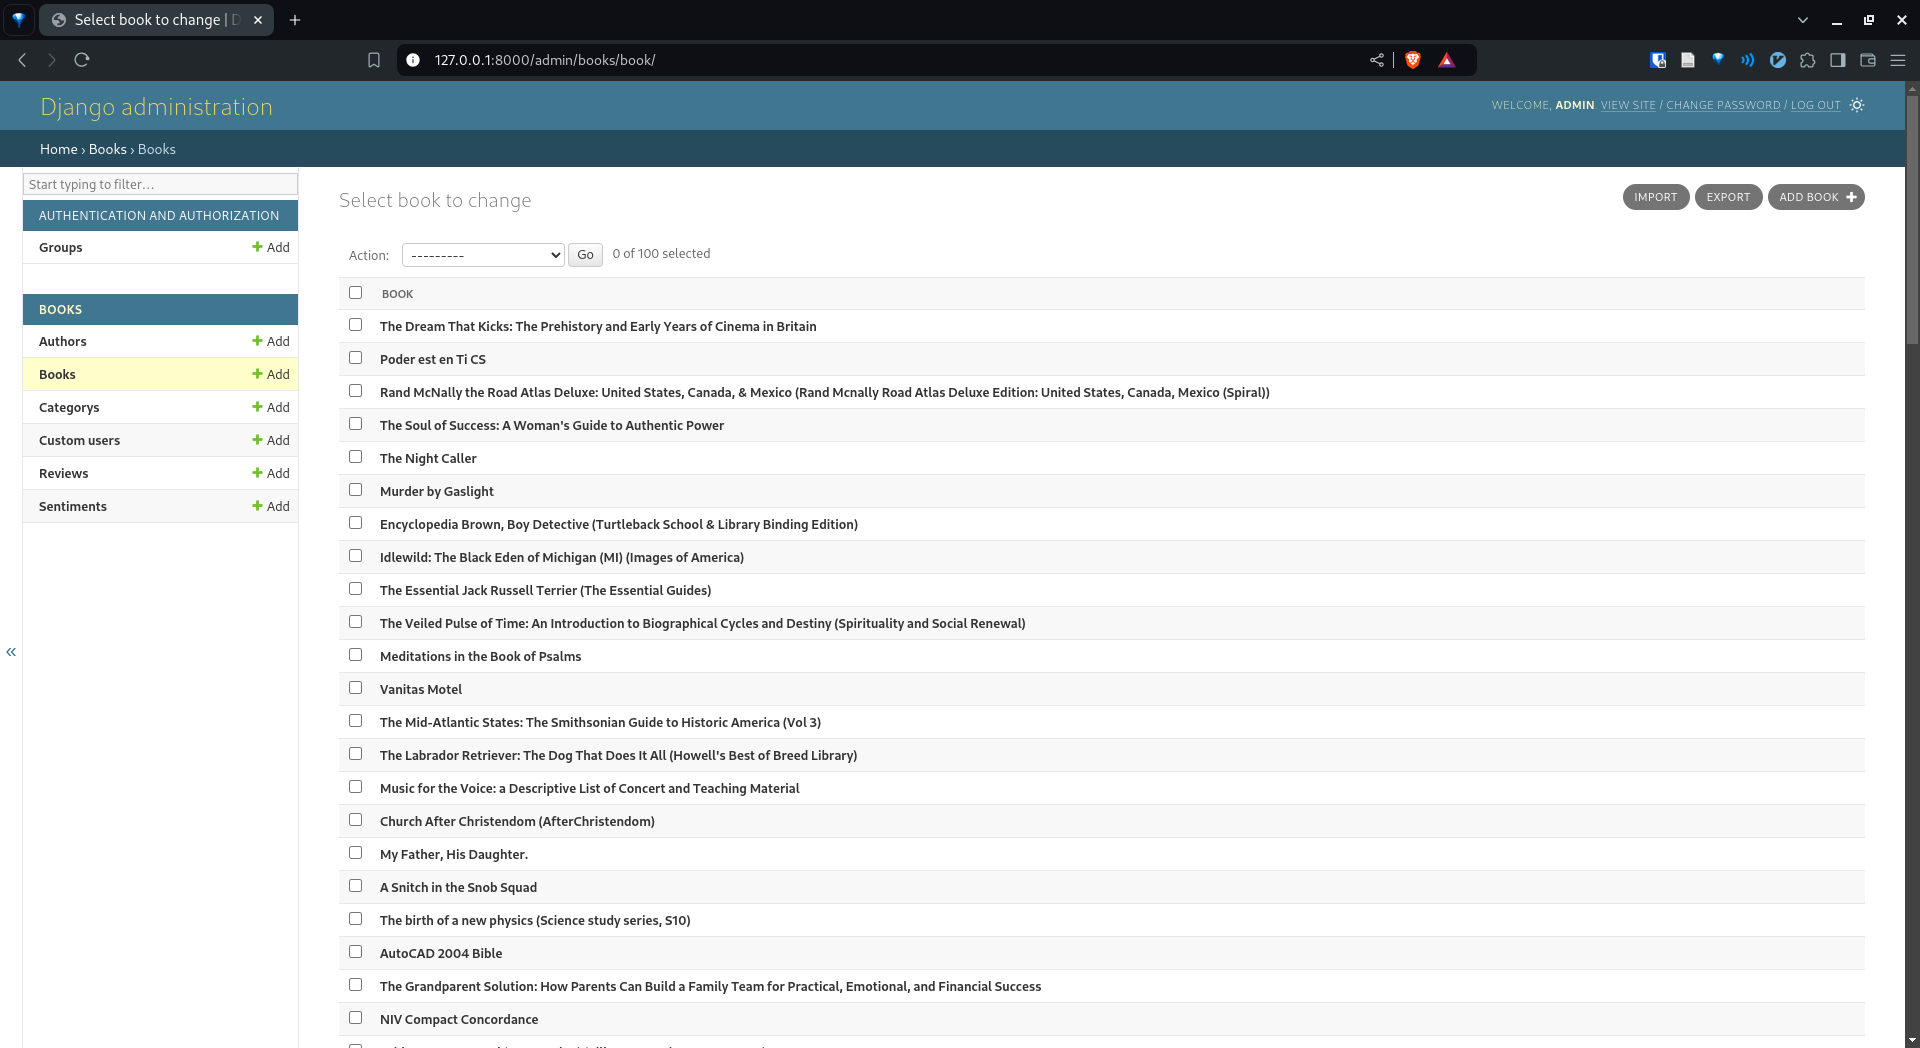 Select book to change | D
127.0.0.1:8000/admin/books/book/
Django administration
WELCOME, ADMIN. VIEW SITE / CHANGE PASSWORD / LOG OUT
Home › Books › Books
Start typing to filter...
AUTHENTICATION AND AUTHORIZATION
Groups + Add
BOOKS
Authors + Add
Books + Add
Categorys + Add
Custom users + Add
Reviews + Add
Sentiments + Add
«
Select book to change
IMPORT
EXPORT
ADD BOOK +
Action: --------- Go 0 of 100 selected
BOOK
The Dream That Kicks: The Prehistory and Early Years of Cinema in Britain
Poder est en Ti CS
Rand McNally the Road Atlas Deluxe: United States, Canada, & Mexico (Rand Mcnally Road Atlas Deluxe Edition: United States, Canada, Mexico (Spiral))
The Soul of Success: A Woman's Guide to Authentic Power
The Night Caller
Murder by Gaslight
Encyclopedia Brown, Boy Detective (Turtleback School & Library Binding Edition)
Idlewild: The Black Eden of Michigan (MI) (Images of America)
The Essential Jack Russell Terrier (The Essential Guides)
The Veiled Pulse of Time: An Introduction to Biographical Cycles and Destiny (Spirituality and Social Renewal)
Meditations in the Book of Psalms
Vanitas Motel
The Mid-Atlantic States: The Smithsonian Guide to Historic America (Vol 3)
The Labrador Retriever: The Dog That Does It All (Howell's Best of Breed Library)
Music for the Voice: a Descriptive List of Concert and Teaching Material
Church After Christendom (AfterChristendom)
My Father, His Daughter.
A Snitch in the Snob Squad
The birth of a new physics (Science study series, S10)
AutoCAD 2004 Bible
The Grandparent Solution: How Parents Can Build a Family Team for Practical, Emotional, and Financial Success
NIV Compact Concordance